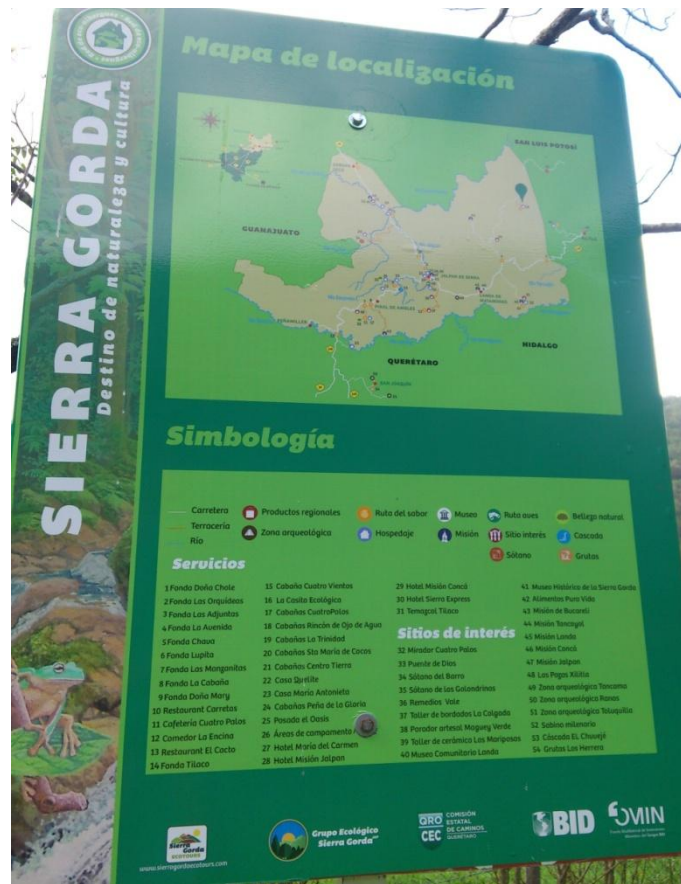 SIERRA GORDA
Destino de naturaleza y cultura
Mapa de localización
SAN LUIS POTOSÍ
GUANAJUATO
HIDALGO
QUERÉTARO
Simbología
Carretera
Terracería
Río
Productos regionales
Zona arqueológica
Ruta del sabor
Hospedaje
Museo
Misión
Ruta aves
Sitio interés
Sótano
Belleza natural
Cascada
Grutas
Servicios
1 Fonda Doña Chole
2 Fonda Las Orquídeas
3 Fonda Las Adjuntas
4 Fonda La Avenida
5 Fonda Chava
6 Fonda Lupita
7 Fonda Las Manganitas
8 Fonda La Cabaña
9 Fonda Doña Mary
10 Restaurant Carretas
11 Cafetería Cuatro Palos
12 Comedor La Encina
13 Restaurant El Cacto
14 Fonda Tilaco
15 Cabaña Cuatro Vientos
16 La Casita Ecológica
17 Cabañas CuatroPalos
18 Cabañas Rincón de Ojo de Agua
19 Cabañas La Trinidad
20 Cabañas Sta María de Cocos
21 Cabañas Centro Tierra
22 Casa Quelite
23 Casa María Antonieta
24 Cabañas Peña de la Gloria
25 Posada el Oasis
26 Áreas de campamento
27 Hotel María del Carmen
28 Hotel Misión Jalpan
29 Hotel Misión Concá
30 Hotel Sierra Express
31 Temazcal Tilaco
Sitios de interés
32 Mirador Cuatro Palos
33 Puente de Dios
34 Sótano del Barro
35 Sótano de las Golondrinas
36 Remedios Vale
37 Taller de bordados La Colgada
38 Parador artesal Maguey Verde
39 Taller de cerámica Las Mariposas
40 Museo Comunitario Landa
41 Museo Histórico de la Sierra Gorda
42 Alimentos Pura Vida
43 Misión de Bucareli
44 Misión Tancoyol
45 Misión Landa
46 Misión Concá
47 Misión Jalpan
48 Las Pozas Xilitla
49 Zona arqueológica Tancama
50 Zona arqueológica Ranas
51 Zona arqueológica Toluquilla
52 Sabino milenario
53 Cáscada EL Chuvejé
54 Grutas Los Herrera
Sierra Gorda
ECOTOURS
www.sierragordaecotours.com
Grupo Ecológico
Sierra Gorda
QRO
CEC
COMISIÓN
ESTATAL
DE CAMINOS
QUERÉTARO
BID